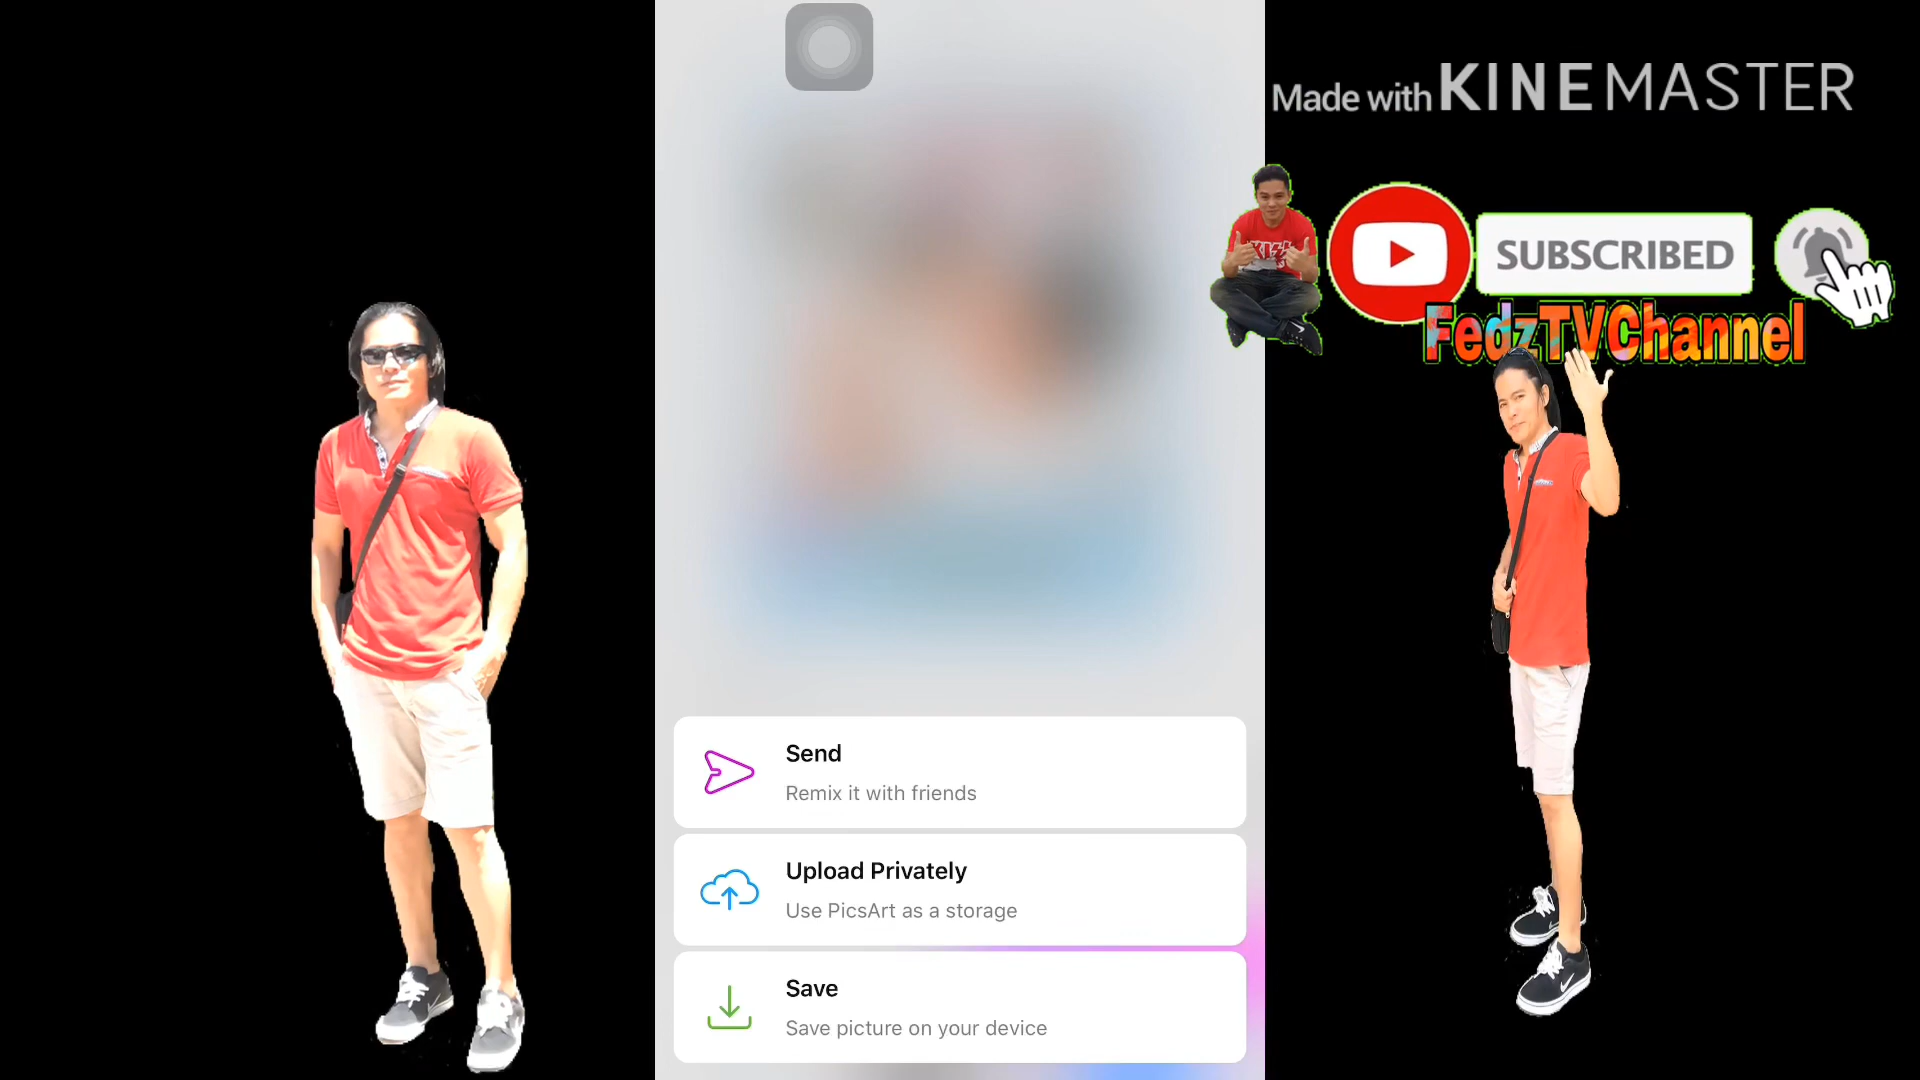 Made with KINEMASTER
SUBSCRIBED
FedzTVChannel
Send
Remix it with friends
Upload Privately
Use PicsArt as a storage
Save
Save picture on your device